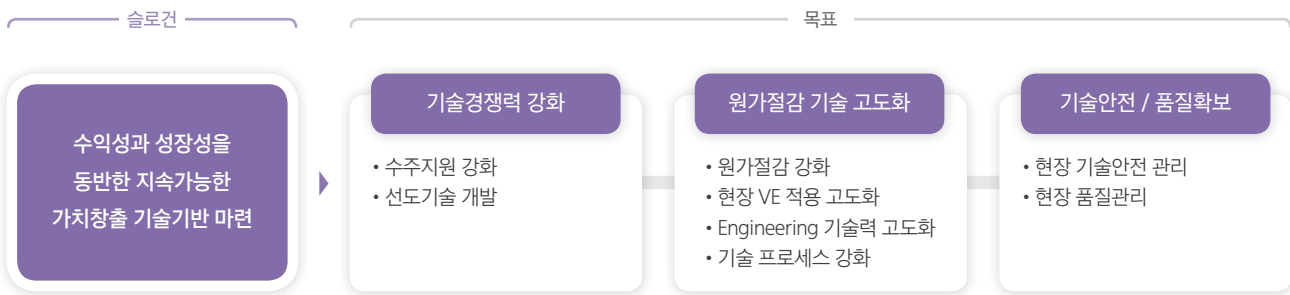 슬로건
목표
수익성과 성장성을
동반한 지속가능한
가치창출 기술기반 마련
기술경쟁력 강화
• 수주지원 강화
• 선도기술 개발
원가절감 기술 고도화
• 원가절감 강화
• 현장 VE 적용 고도화
• Engineering 기술력 고도화
• 기술 프로세스 강화
기술안전 / 품질확보
• 현장 기술안전 관리
• 현장 품질관리